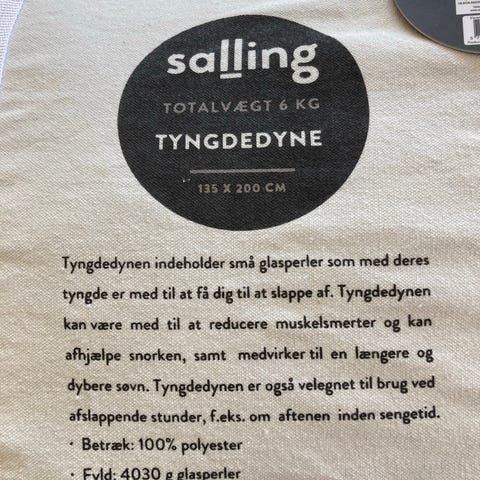 salling
TOTALVÆGT 6 KG
TYNGDEDYNE
135 X 200 CM
Tyngdedynen indeholder små glasperler som med deres
tyngde er med til at få dig til at slappe af. Tyngdedynen
kan være med til at reducere muskelsmerter og kan
afhjælpe snorken, samt medvirker til en længere og
dybere søvn. Tyngdedynen er også velegnet til brug ved
afslappende stunder, f.eks. om aftenen inden sengetid.
· Betræk: 100% polyester
· Fyld: 4030 g glasperler